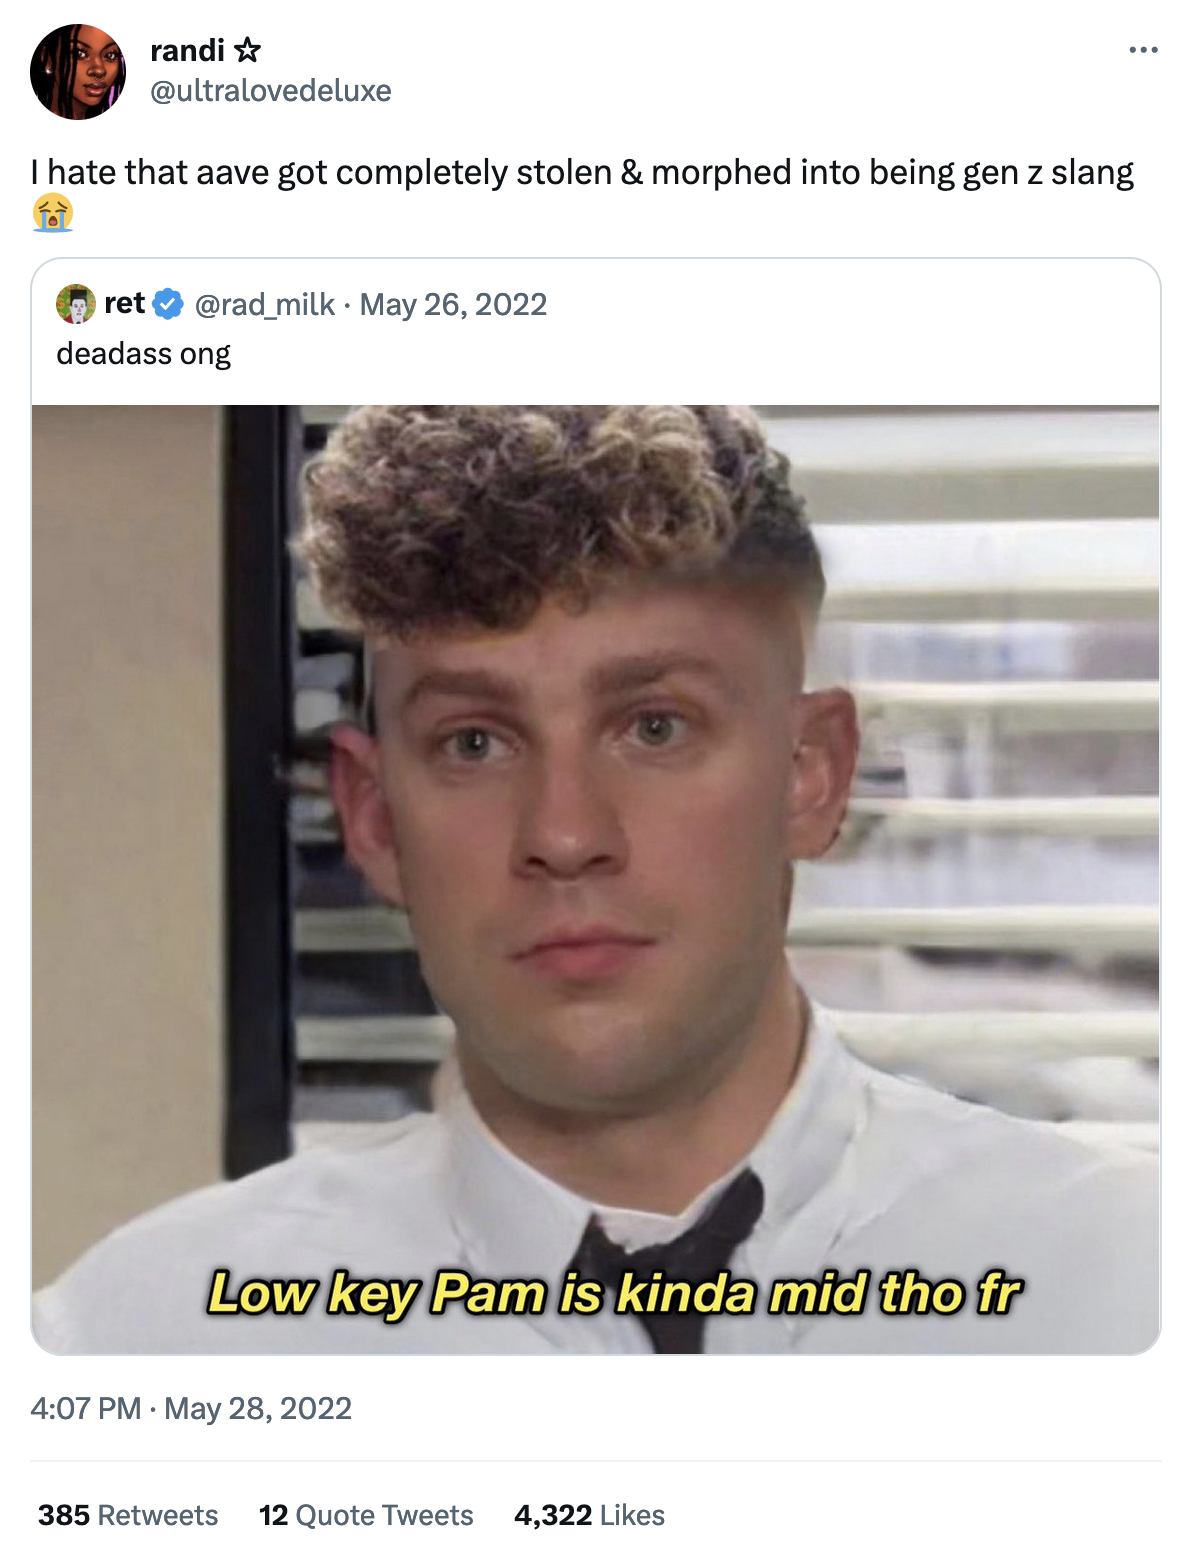 randi ☆
@ultralovedeluxe
I hate that aave got completely stolen & morphed into being gen z slang
😭
ret @rad_milk · May 26, 2022
deadass ong
Low key Pam is kinda mid tho fr
4:07 PM · May 28, 2022
385 Retweets 12 Quote Tweets 4,322 Likes